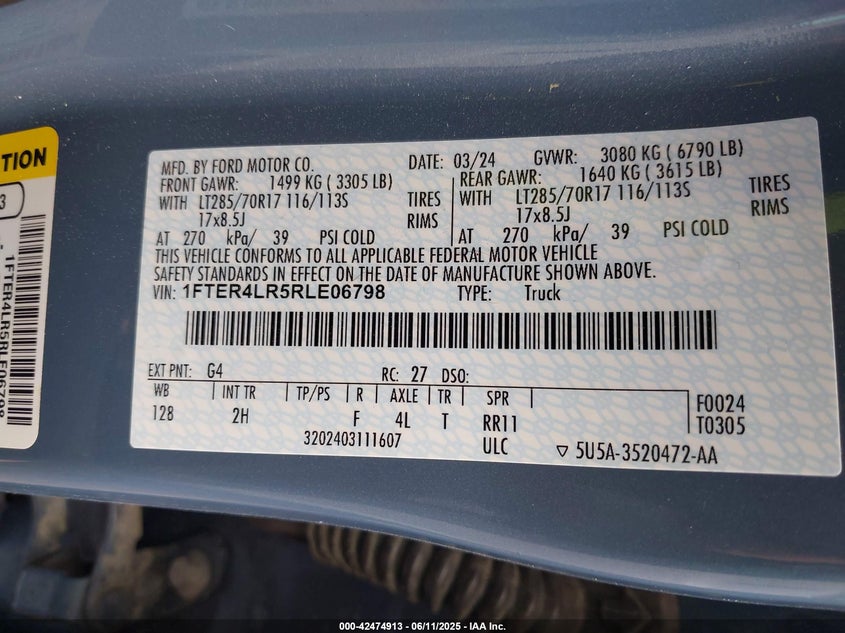 TION
3
1FTER4LR5RLE06798
MFD. BY FORD MOTOR CO. DATE: 03/24 GVWR: 3080 KG ( 6790 LB)
FRONT GAWR: 1499 KG ( 3305 LB) REAR GAWR: 1640 KG ( 3615 LB)
WITH LT285/70R17 116/113S TIRES WITH LT285/70R17 116/113S TIRES
17x8.5J RIMS 17x8.5J RIMS
AT 270 kPa/ 39 PSI COLD AT 270 kPa/ 39 PSI COLD
THIS VEHICLE CONFORMS TO ALL APPLICABLE FEDERAL MOTOR VEHICLE
SAFETY STANDARDS IN EFFECT ON THE DATE OF MANUFACTURE SHOWN ABOVE.
VIN: 1FTER4LR5RLE06798 TYPE: Truck
EXT PNT: G4 RC: 27 DSO:
WB INT TR TP/PS R AXLE TR SPR
128 2H F 4L T RR11
F0024
T0305
3202403111607 ULC ▽ 5U5A-3520472-AA
000-42474913 - 06/11/2025 - IAA Inc.